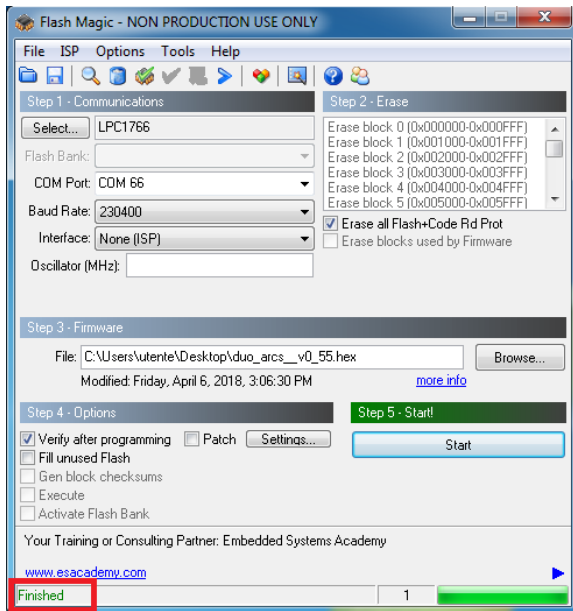 Flash Magic - NON PRODUCTION USE ONLY
File ISP Options Tools Help
Step 1 - Communications
Select... LPC1766
Flash Bank:
COM Port: COM 66
Baud Rate: 230400
Interface: None (ISP)
Oscillator (MHz):
Step 2 - Erase
Erase block 0 (0x000000-0x000FFF)
Erase block 1 (0x001000-0x001FFF)
Erase block 2 (0x002000-0x002FFF)
Erase block 3 (0x003000-0x003FFF)
Erase block 4 (0x004000-0x004FFF)
Erase block 5 (0x005000-0x005FFF)
Erase all Flash+Code Rd Prot
Erase blocks used by Firmware
Step 3 - Firmware
File: C:\Users\utente\Desktop\duo_arcs__v0_55.hex Browse...
Modified: Friday, April 6, 2018, 3:06:30 PM more info
Step 4 - Options
Verify after programming Patch Settings...
Fill unused Flash
Gen block checksums
Execute
Activate Flash Bank
Step 5 - Start!
Start
Your Training or Consulting Partner: Embedded Systems Academy
www.esacademy.com
Finished 1